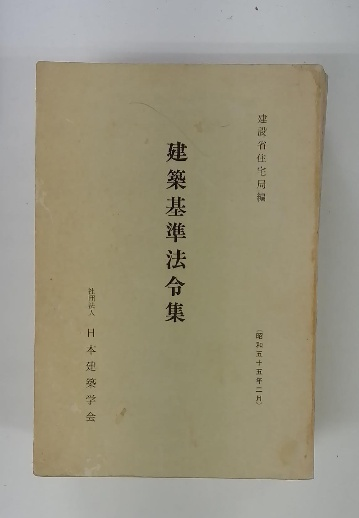 建設省住宅局編
(昭和五十五年二月)
建築基準法令集
社団法人 日本建築学会